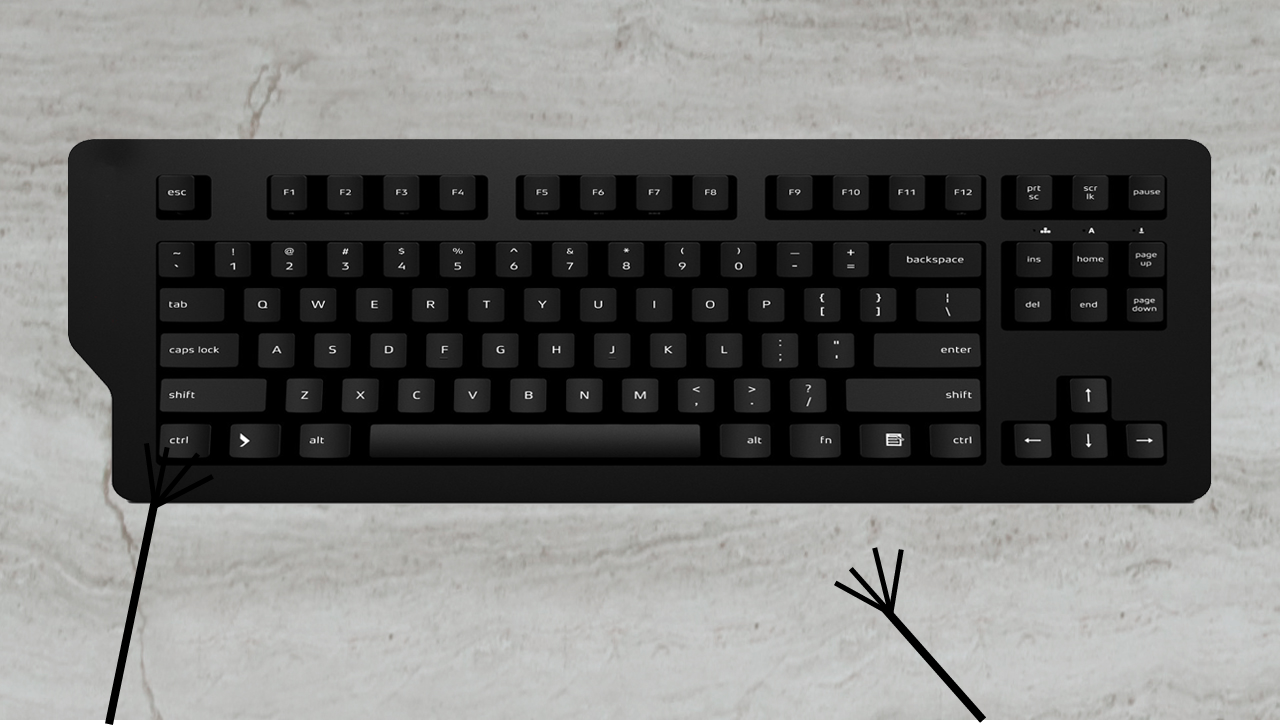 esc F1 F2 F3 F4 F5 F6 F7 F8 F9 F10 F11 F12 prt sc scr lk pause
A
~ ` ! 1 @ 2 # 3 $ 4 % 5 ^ 6 & 7 * 8 ( 9 ) 0 — - + = backspace ins home page up
tab Q W E R T Y U I O P { [ } ] ¦ \ del end page down
caps lock A S D F G H J K L : ; " ' enter
shift Z X C V B N M < , > . ? / shift ↑
ctrl alt alt fn ctrl ← ↓ →